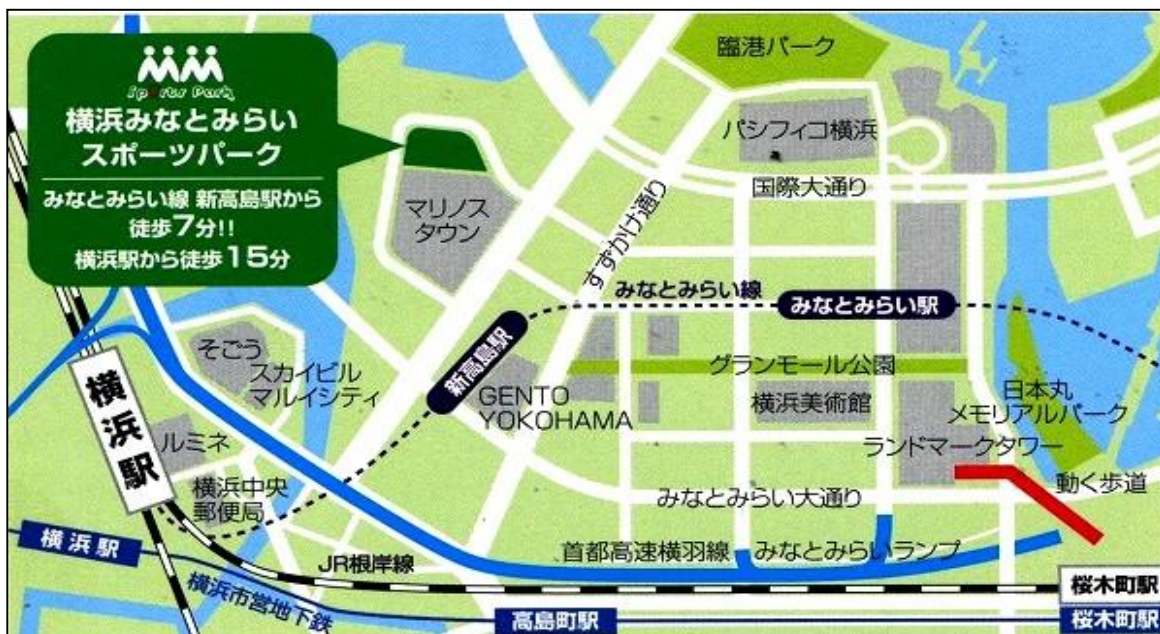 Sports Park
横浜みなとみらい
スポーツパーク
みなとみらい線 新高島駅から
徒歩7分!!
横浜駅から徒歩15分
臨港パーク
パシフィコ横浜
国際大通り
マリノス
タウン
すずかけ通り
みなとみらい線
みなとみらい駅
新高島駅
そごう
スカイビル
マルイシティ
横浜駅
ルミネ
GENTO
YOKOHAMA
グランモール公園
横浜美術館
日本丸
メモリアルパーク
ランドマークタワー
動く歩道
横浜中央
郵便局
みなとみらい大通り
首都高速横羽線
みなとみらいランプ
JR根岸線
横浜駅
横浜市営地下鉄
高島町駅
桜木町駅
桜木町駅